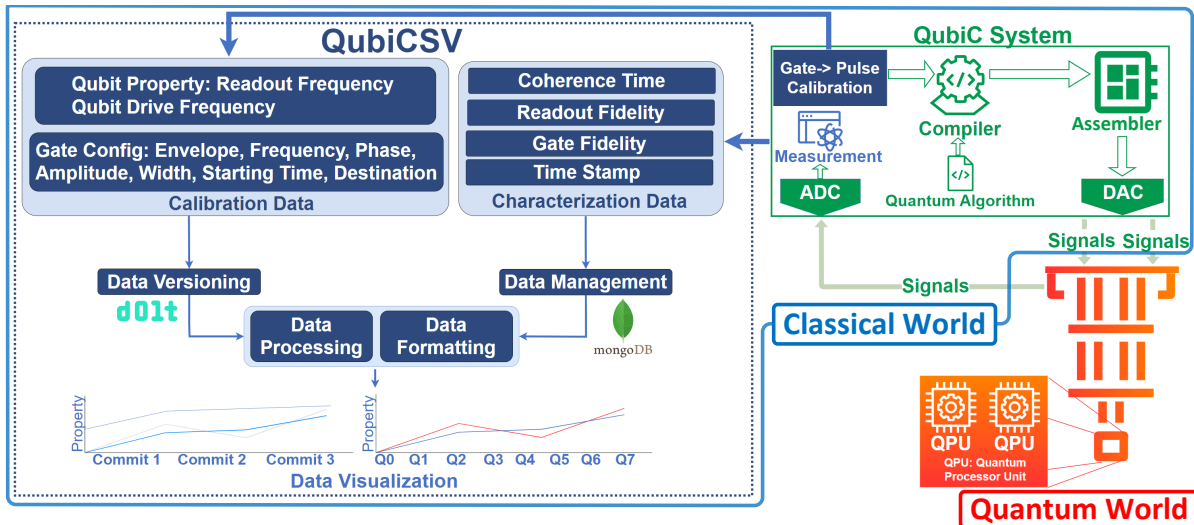 QubiCSV
Qubit Property: Readout Frequency
Qubit Drive Frequency
Gate Config: Envelope, Frequency, Phase,
Amplitude, Width, Starting Time, Destination
Calibration Data
Coherence Time
Readout Fidelity
Gate Fidelity
Time Stamp
Characterization Data
Data Versioning
dolt
Data Management
mongoDB
Data
Processing
Data
Formatting
Property
Commit 1
Commit 2
Commit 3
Property
Q0
Q1
Q2
Q3
Q4
Q5
Q6
Q7
Data Visualization
QubiC System
Gate-> Pulse
Calibration
Measurement
ADC
</>
Compiler
</>
Quantum Algorithm
Assembler
DAC
Signals
Signals
Signals
Classical World
QPU
QPU
QPU: Quantum
Processor Unit
Quantum World